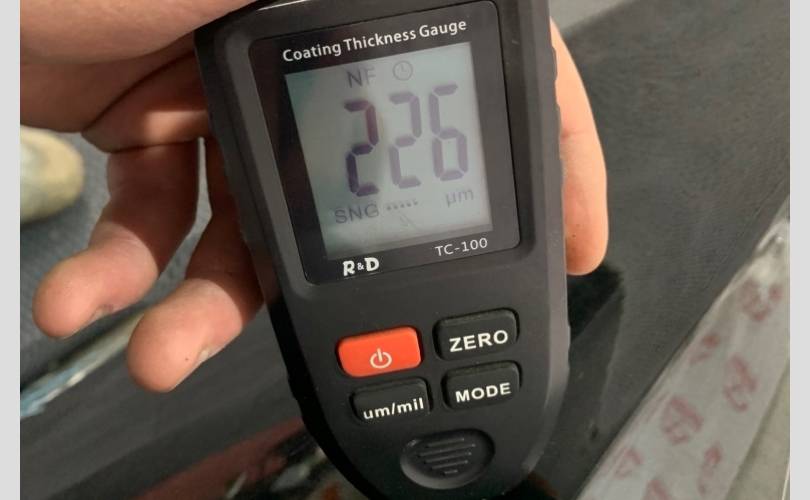 Coating Thickness Gauge
NF
226
SNG µm
R&D TC-100
ZERO
um/mil MODE